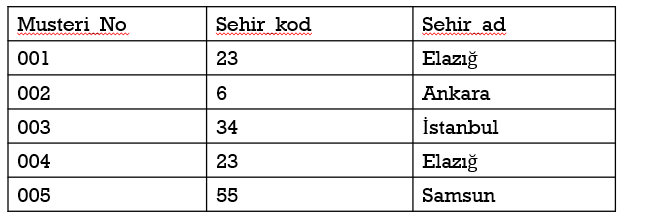 Musteri_No Sehir_kod Sehir_ad
001 23 Elazığ
002 6 Ankara
003 34 İstanbul
004 23 Elazığ
005 55 Samsun